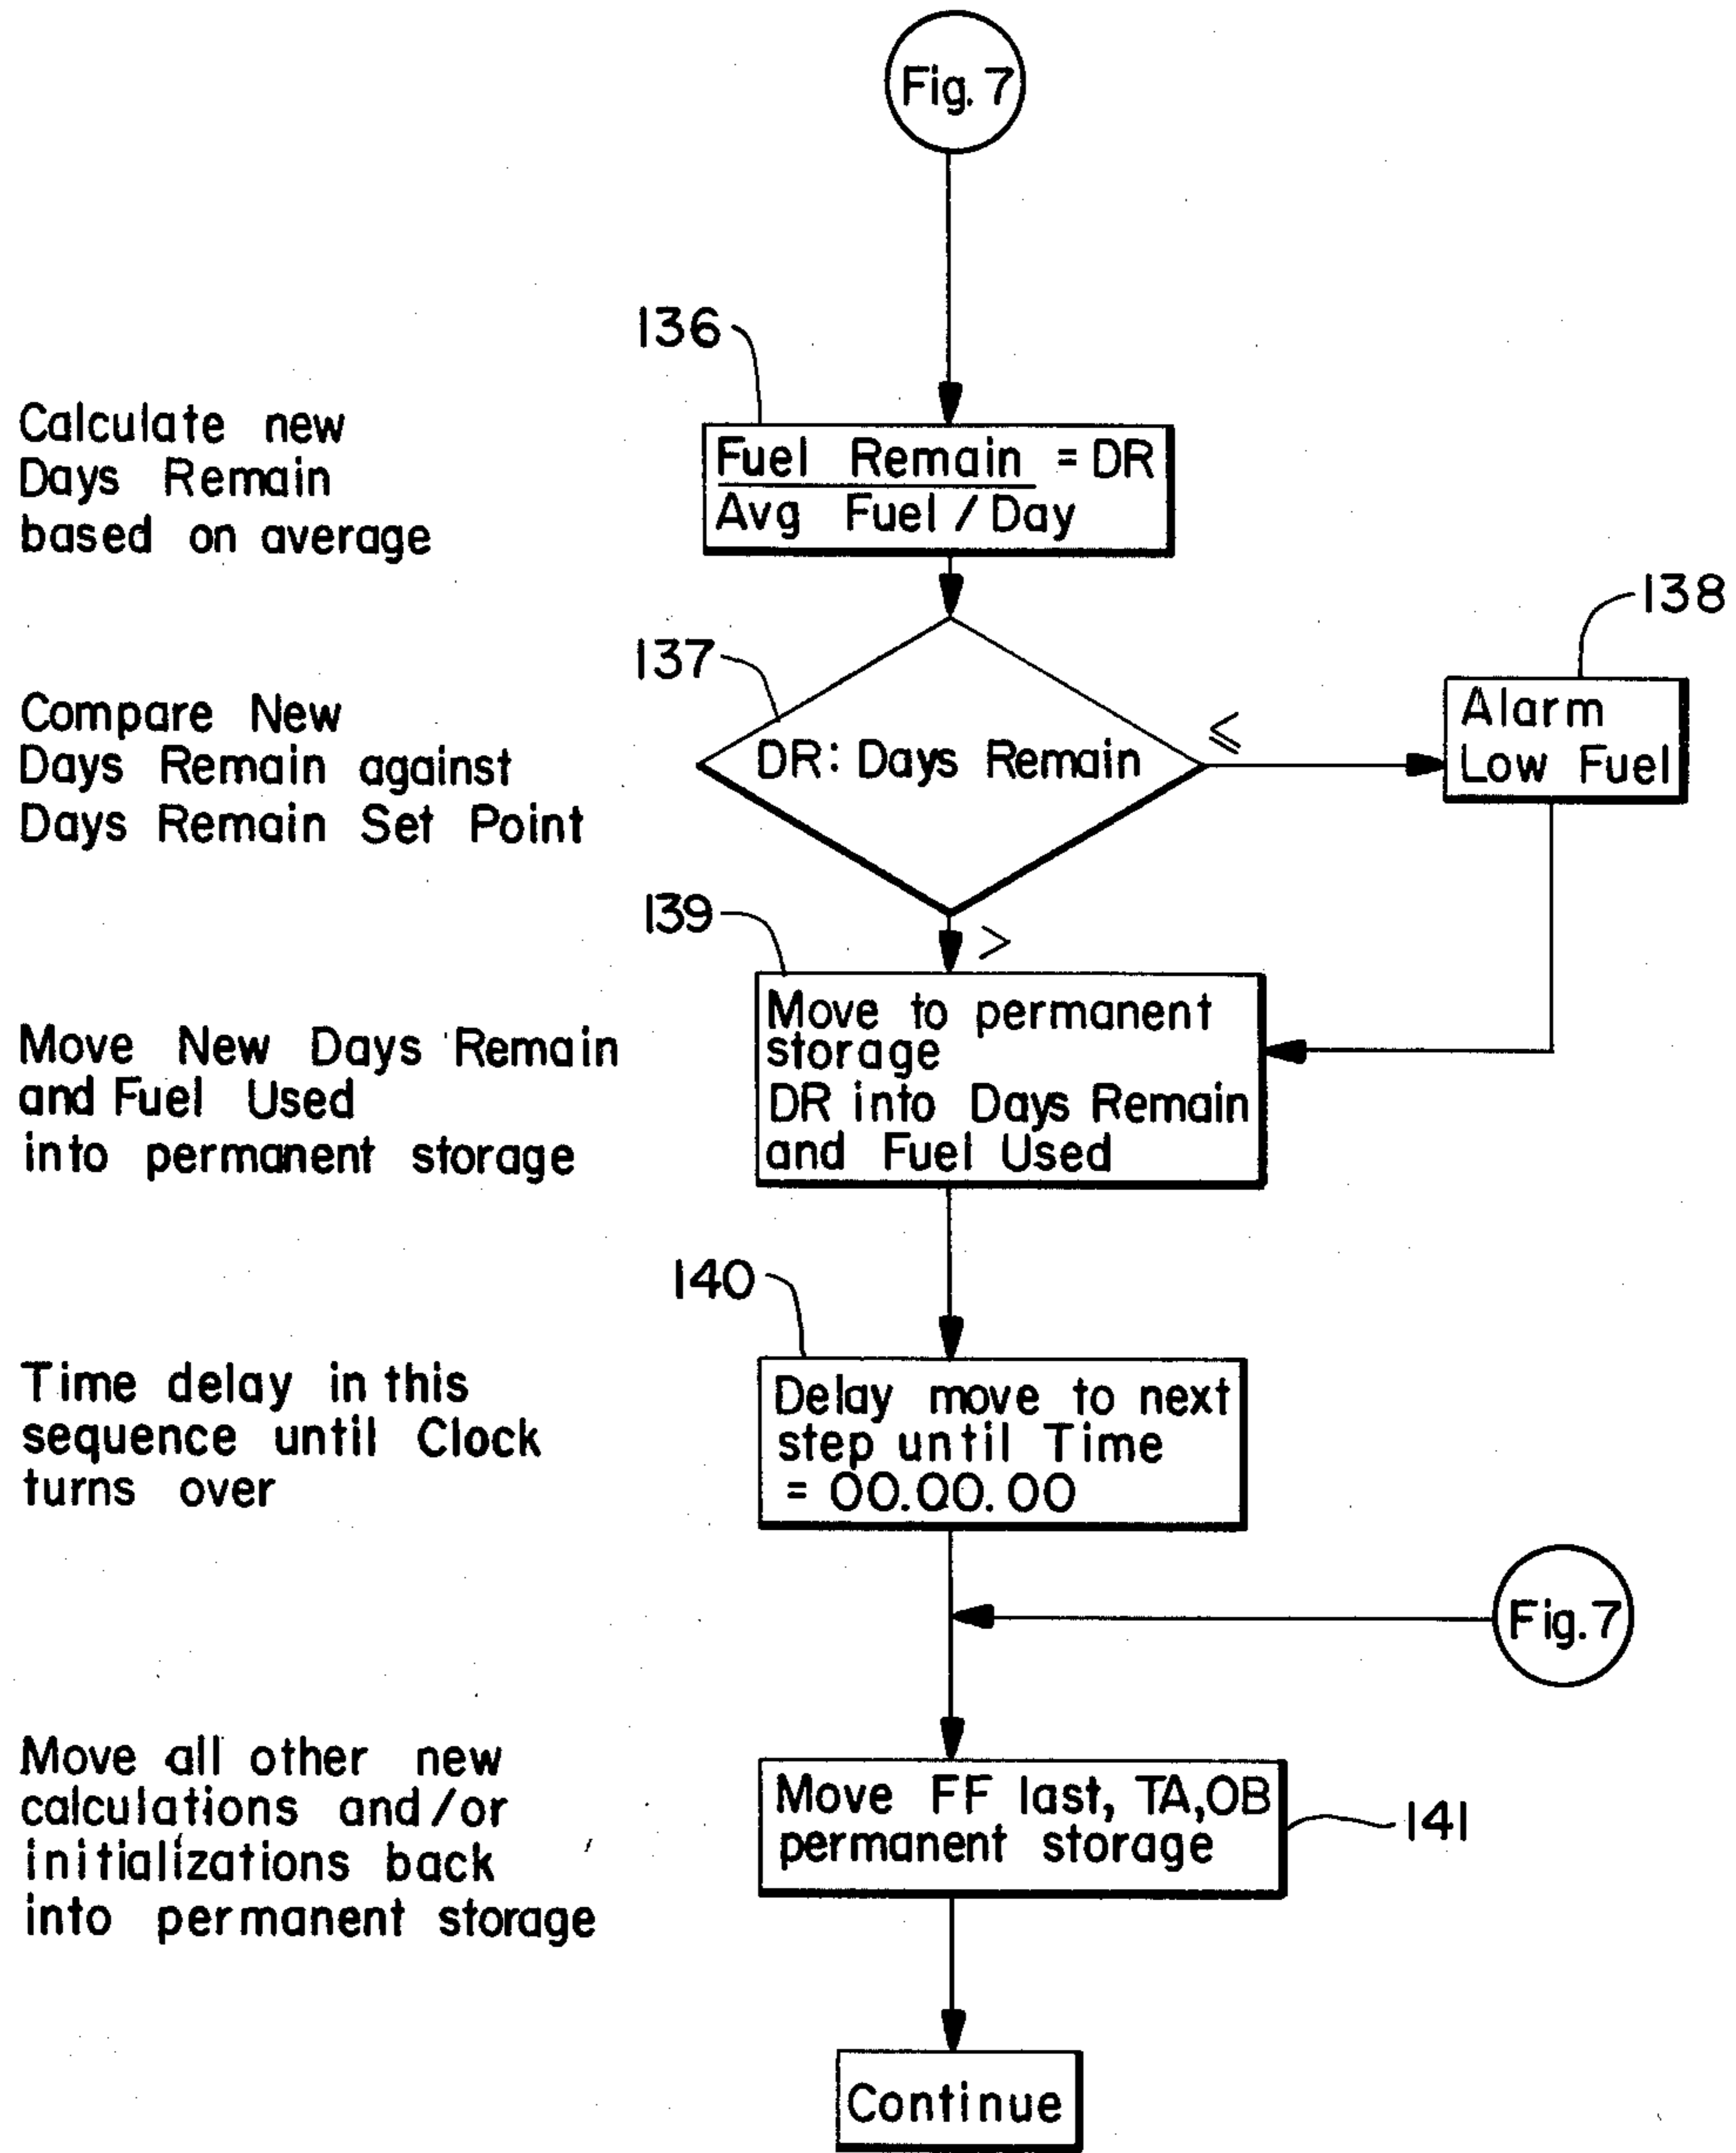 Fig. 7
136
Calculate new
Days Remain
based on average
Fuel Remain = DR
Avg Fuel / Day
138
137
Compare New
Days Remain against
Days Remain Set Point
DR: Days Remain
≤
Alarm
Low Fuel
139
>
Move New Days Remain
and Fuel Used
into permanent storage
Move to permanent
storage
DR into Days Remain
and Fuel Used
140
Time delay in this
sequence until Clock
turns over
Delay move to next
step until Time
= 00.00.00
Fig. 7
Move all other new
calculations and/or
initializations back
into permanent storage
Move FF last, TA,OB
permanent storage
141
Continue